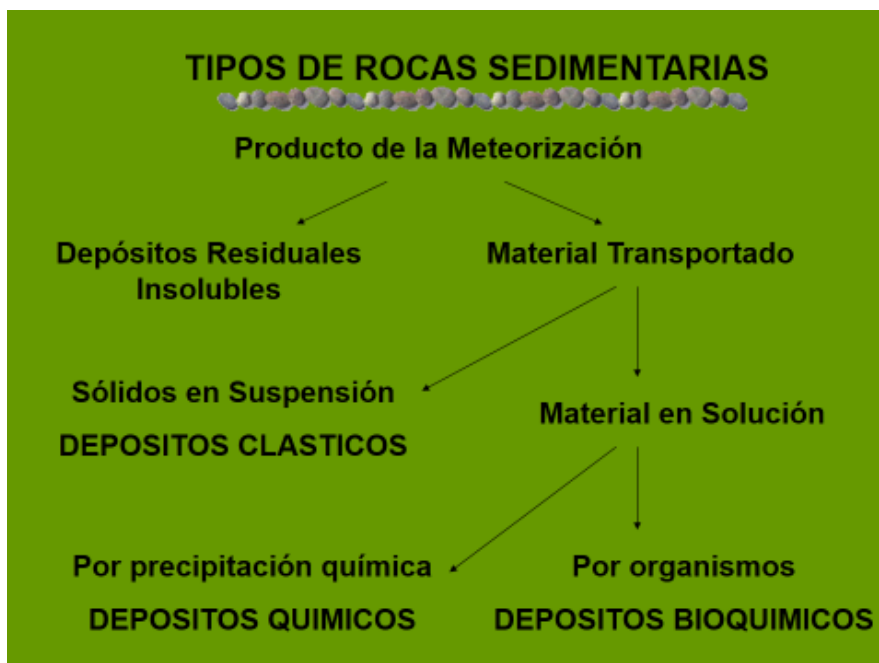 TIPOS DE ROCAS SEDIMENTARIAS
Producto de la Meteorización
Depósitos Residuales
Insolubles
Material Transportado
Sólidos en Suspensión
DEPOSITOS CLASTICOS
Material en Solución
Por precipitación química
DEPOSITOS QUIMICOS
Por organismos
DEPOSITOS BIOQUIMICOS